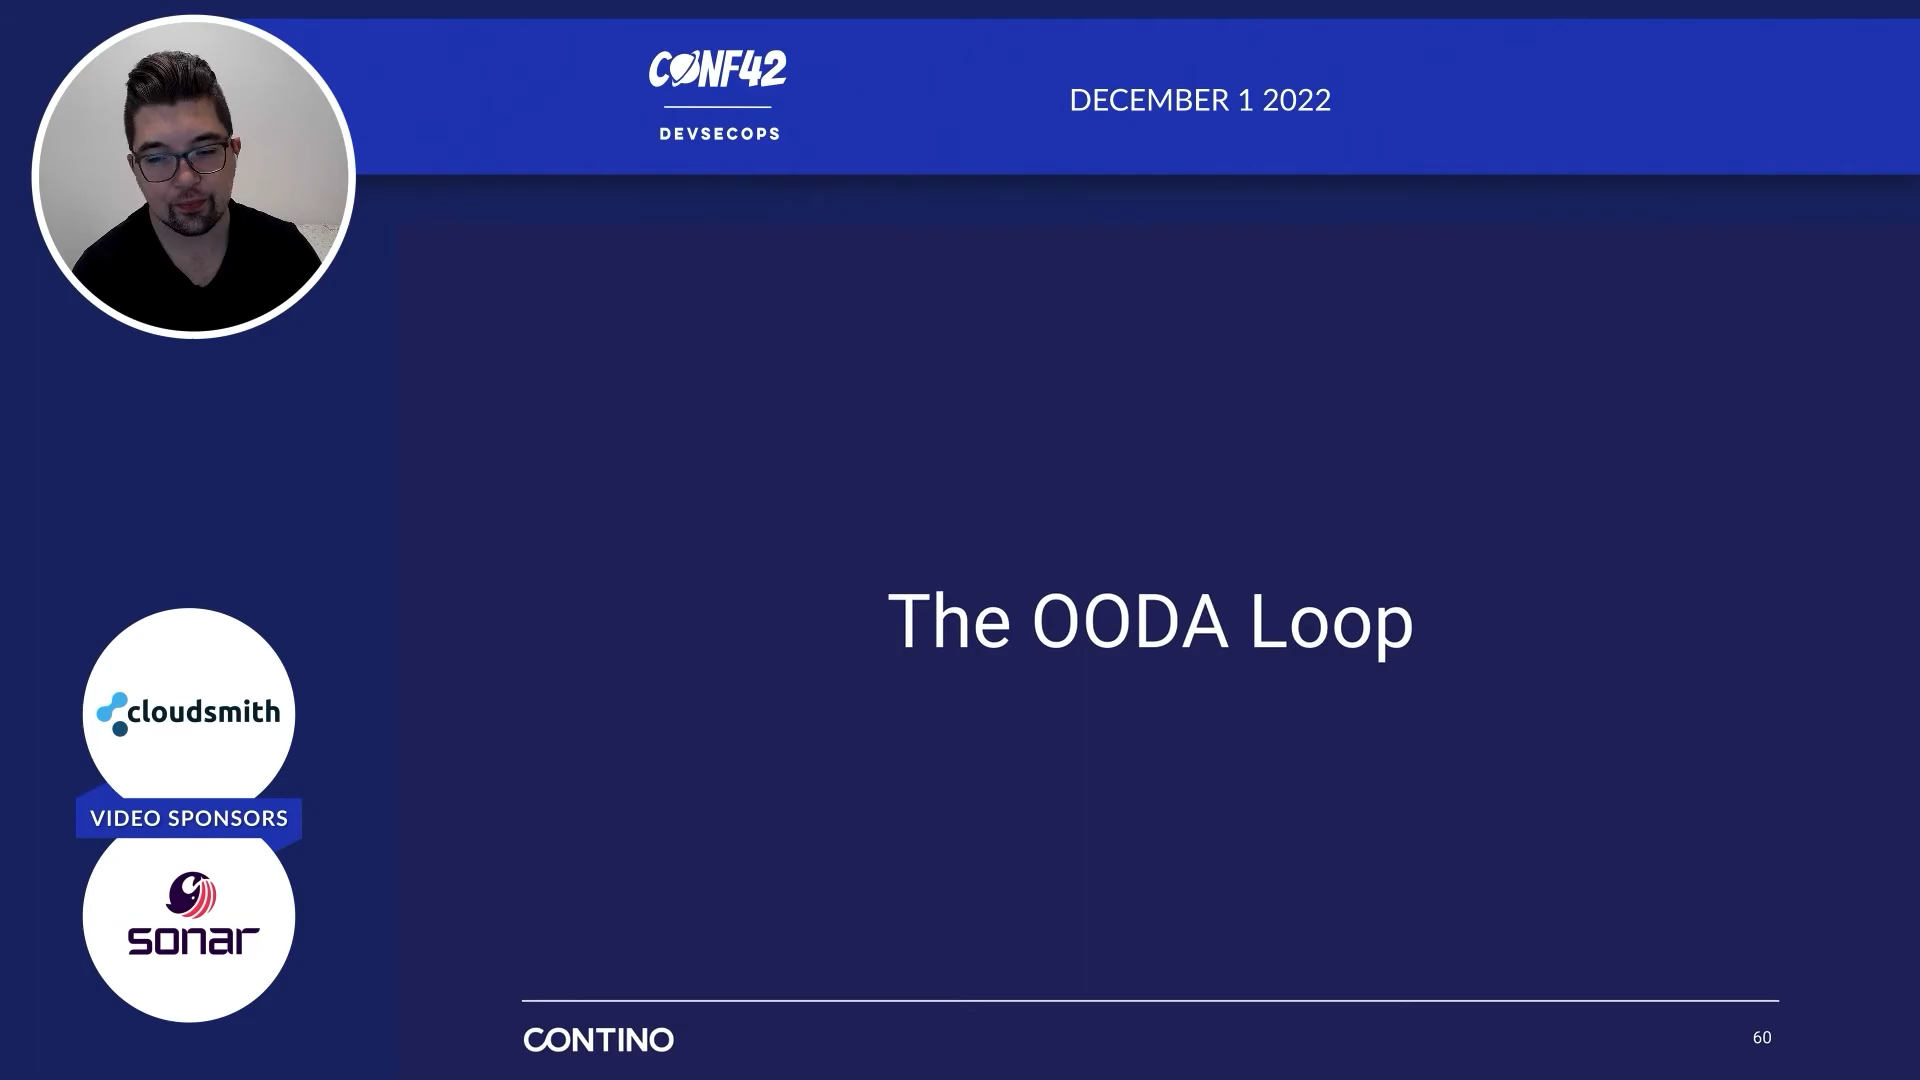 CONF42
DEVSECOPS
DECEMBER 1 2022
The OODA Loop
cloudsmith
VIDEO SPONSORS
sonar
CONTINO
60